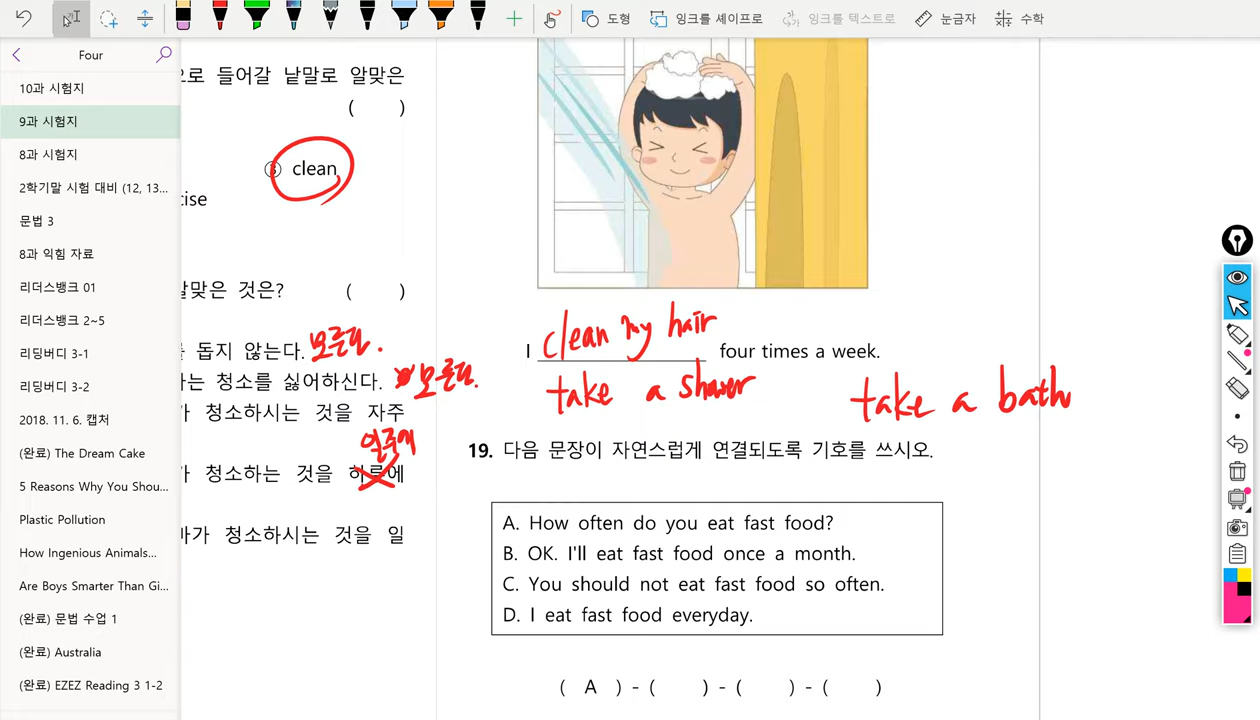 도형
잉크를 셰이프로
잉크를 텍스트로
눈금자
수학
Four
10과 시험지
9과 시험지
8과 시험지
2학기말 시험 대비 (12, 13...
문법 3
8과 익힘 자료
리더스뱅크 01
리더스뱅크 2~5
리딩버디 3-1
리딩버디 3-2
2018. 11. 6. 캡처
(완료) The Dream Cake
5 Reasons Why You Shou...
Plastic Pollution
How Ingenious Animals...
Are Boys Smarter Than Gi...
(완료) 문법 수업 1
(완료) Australia
(완료) EZEZ Reading 3 1-2
으로 들어갈 낱말로 알맞은
( )
③ clean
cise
알맞은 것은? ( )
를 돕지 않는다. 모른다.
하는 청소를 싫어하신다. 모른다.
가 청소하시는 것을 자주
일주에
가 청소하는 것을 하루에
마가 청소하시는 것을 일
clean my hair
I ____________ four times a week.
take a shower
take a bath
19. 다음 문장이 자연스럽게 연결되도록 기호를 쓰시오.
A. How often do you eat fast food?
B. OK. I'll eat fast food once a month.
C. You should not eat fast food so often.
D. I eat fast food everyday.
( A ) - ( ) - ( ) - ( )